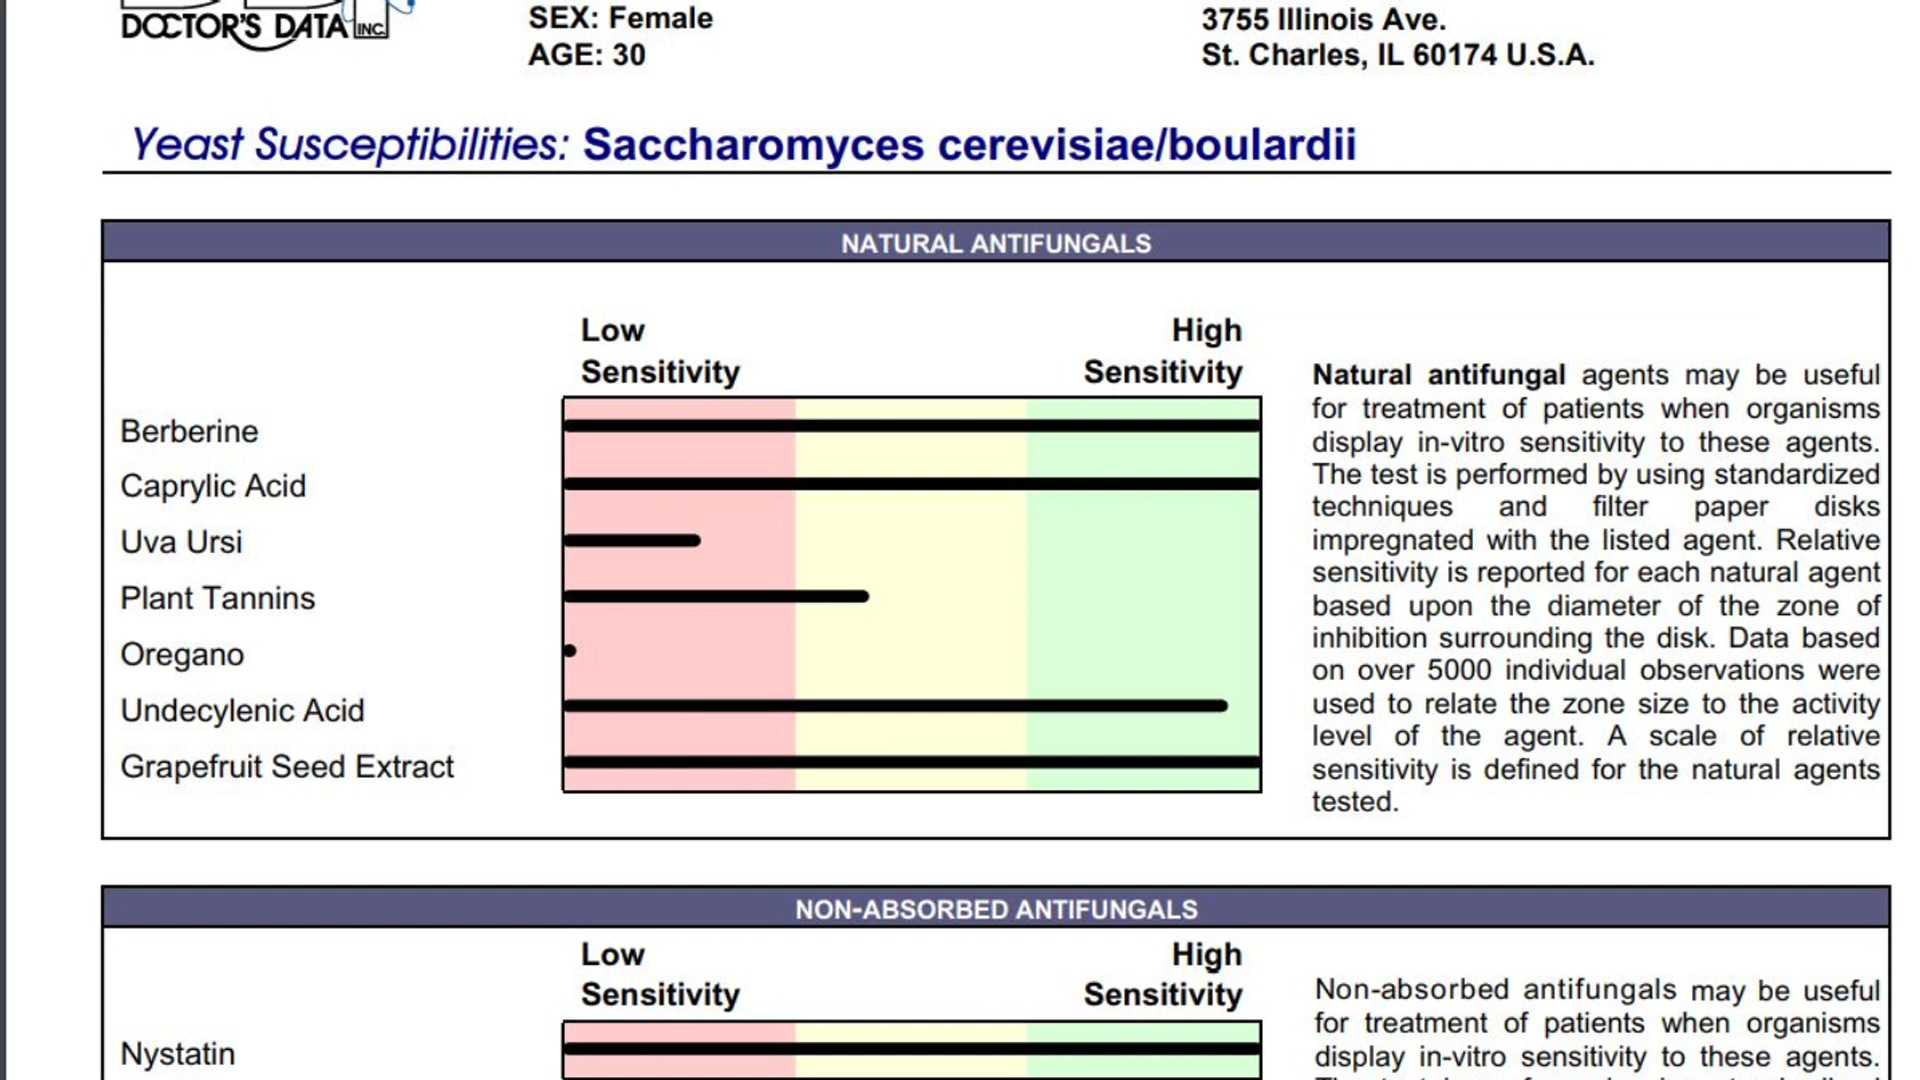 DOCTOR'S DATA INC.
SEX: Female
AGE: 30
3755 Illinois Ave.
St. Charles, IL 60174 U.S.A.
Yeast Susceptibilities: Saccharomyces cerevisiae/boulardii
NATURAL ANTIFUNGALS
Low
Sensitivity
High
Sensitivity
Berberine
Caprylic Acid
Uva Ursi
Plant Tannins
Oregano
Undecylenic Acid
Grapefruit Seed Extract
Natural antifungal agents may be useful
for treatment of patients when organisms
display in-vitro sensitivity to these agents.
The test is performed by using standardized
techniques and filter paper disks
impregnated with the listed agent. Relative
sensitivity is reported for each natural agent
based upon the diameter of the zone of
inhibition surrounding the disk. Data based
on over 5000 individual observations were
used to relate the zone size to the activity
level of the agent. A scale of relative
sensitivity is defined for the natural agents
tested.
NON-ABSORBED ANTIFUNGALS
Low
Sensitivity
High
Sensitivity
Nystatin
Non-absorbed antifungals may be useful
for treatment of patients when organisms
display in-vitro sensitivity to these agents.